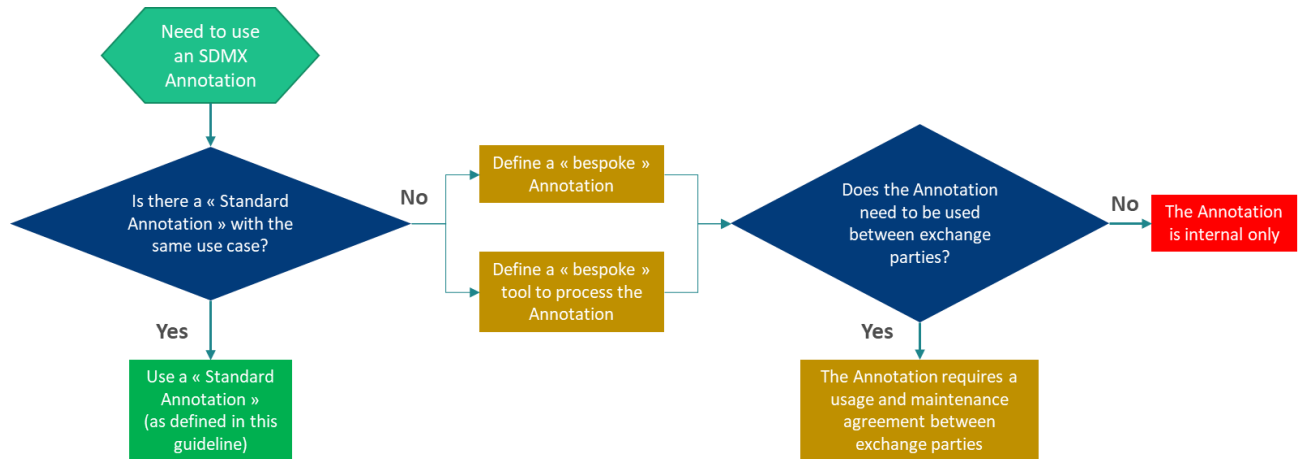 Need to use
an SDMX
Annotation
Is there a « Standard
Annotation » with the
same use case?
No
Define a « bespoke »
Annotation
Define a « bespoke »
tool to process the
Annotation
Does the Annotation
need to be used
between exchange
parties?
No
The Annotation
is internal only
Yes
Use a « Standard
Annotation »
(as defined in this
guideline)
Yes
The Annotation requires a
usage and maintenance
agreement between
exchange parties